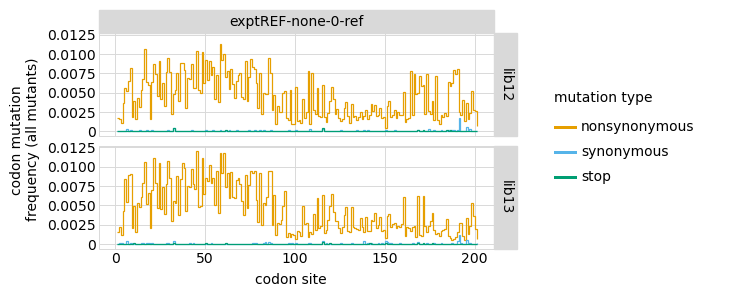 exptREF-none-0-ref
0.0125
0.0100
0.0075
0.0050
0.0025
0
lib12
0.0125
0.0100
0.0075
0.0050
0.0025
0
lib13
codon mutation
frequency (all mutants)
0
50
100
150
200
codon site
mutation type
nonsynonymous
synonymous
stop